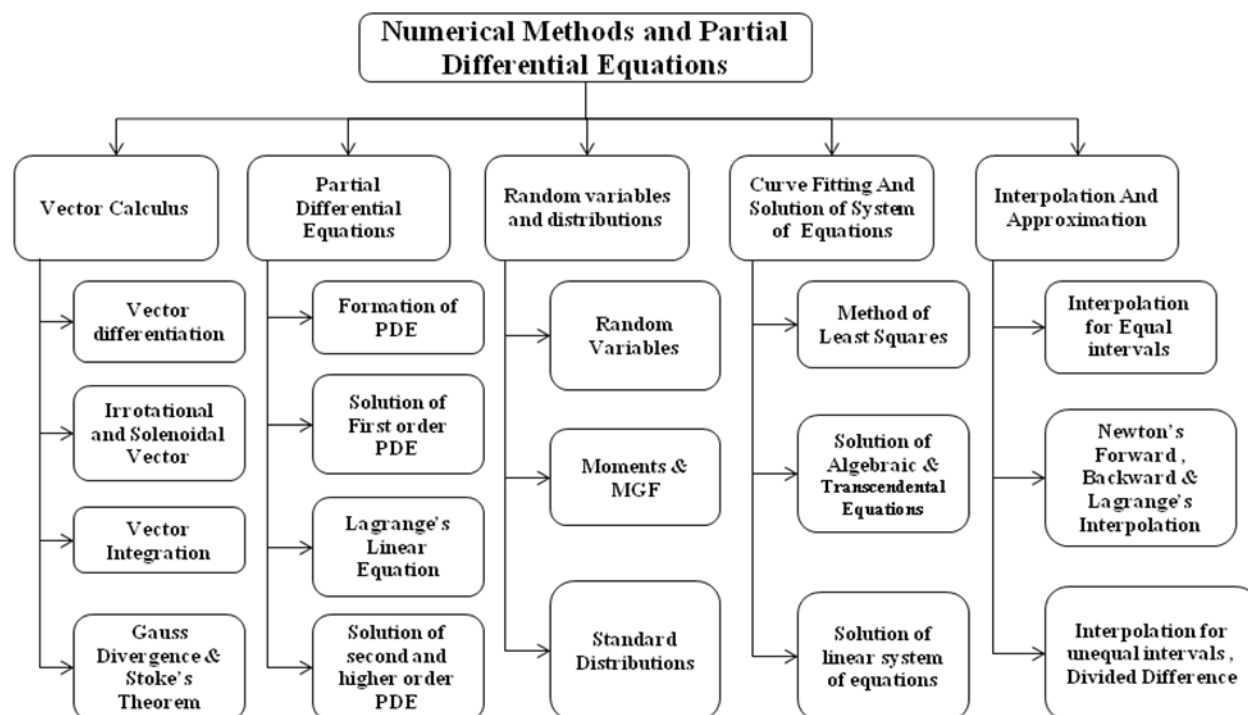 Numerical Methods and Partial
Differential Equations
Vector Calculus
Partial
Differential
Equations
Random variables
and distributions
Curve Fitting And
Solution of System
of Equations
Interpolation And
Approximation
Vector
differentiation
Irrotational
and Solenoidal
Vector
Vector
Integration
Gauss
Divergence &
Stoke's
Theorem
Formation of
PDE
Solution of
First order
PDE
Lagrange's
Linear
Equation
Solution of
second and
higher order
PDE
Random
Variables
Moments &
MGF
Standard
Distributions
Method of
Least Squares
Solution of
Algebraic &
Transcendental
Equations
Solution of
linear system
of equations
Interpolation
for Equal
intervals
Newton's
Forward ,
Backward &
Lagrange's
Interpolation
Interpolation for
unequal intervals ,
Divided Difference